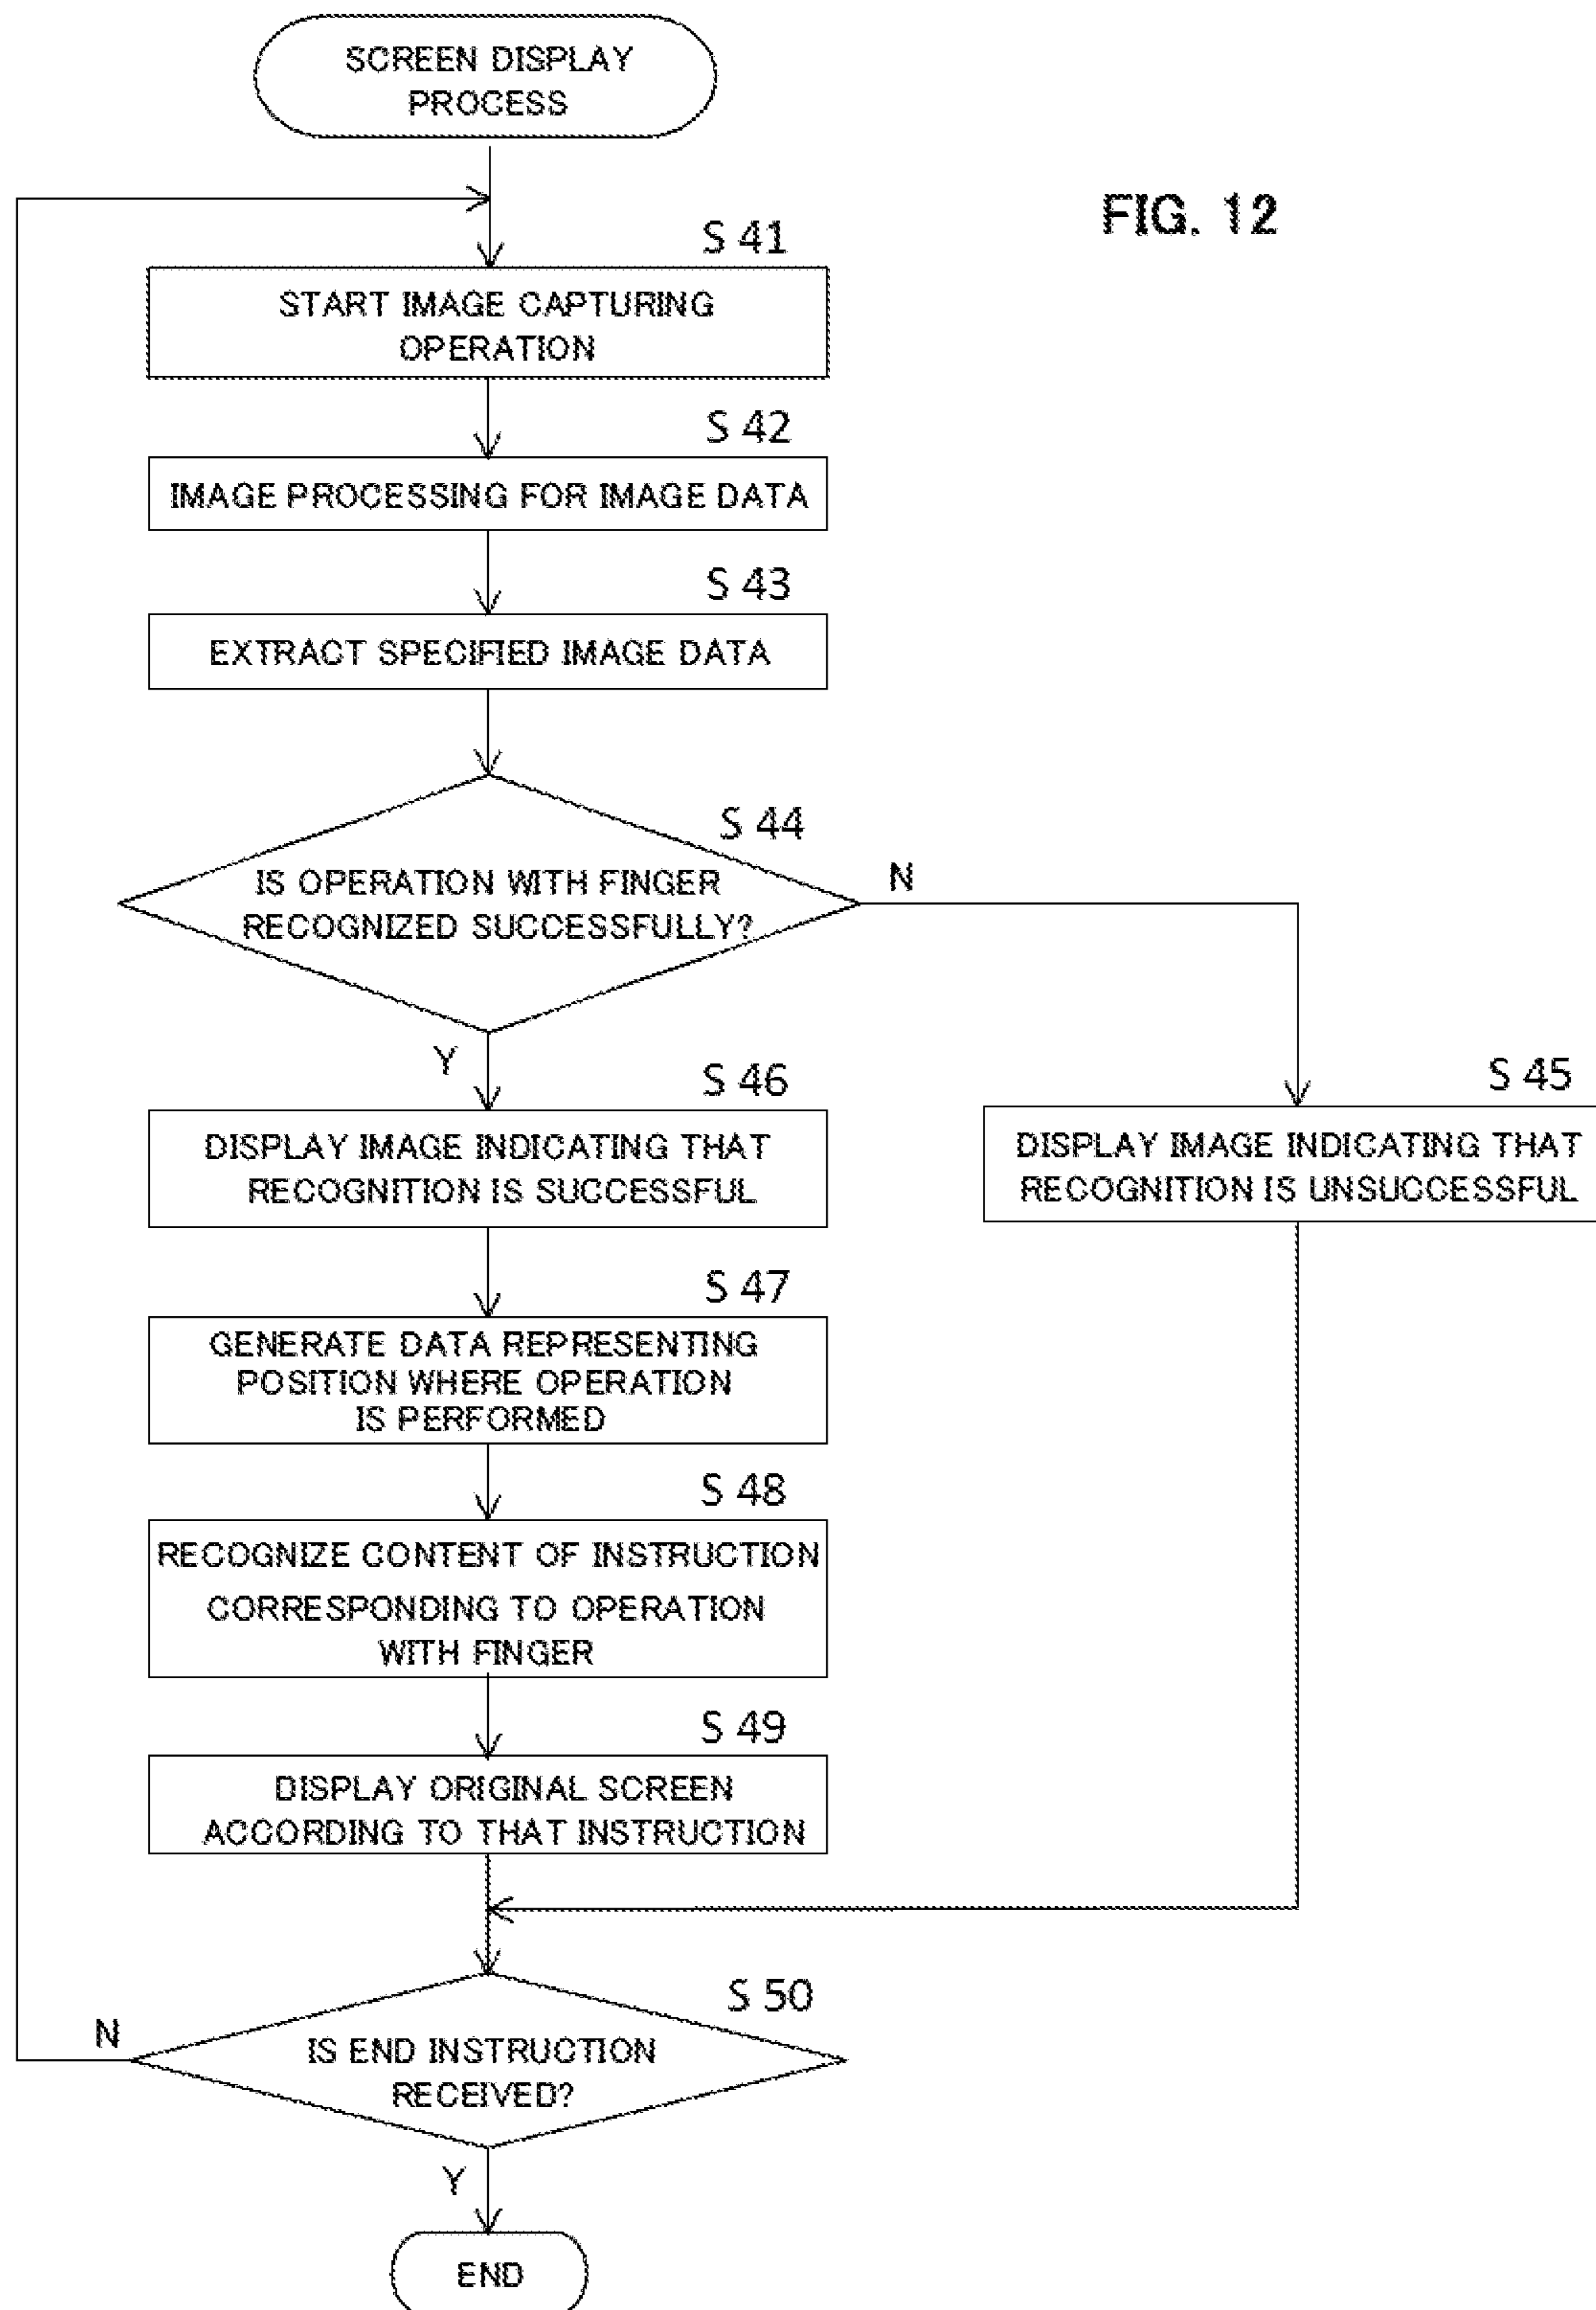 SCREEN DISPLAY
PROCESS
FIG. 12
S 41
START IMAGE CAPTURING
OPERATION
S 42
IMAGE PROCESSING FOR IMAGE DATA
S 43
EXTRACT SPECIFIED IMAGE DATA
S 44
IS OPERATION WITH FINGER
RECOGNIZED SUCCESSFULLY?
N
Y
S 46
DISPLAY IMAGE INDICATING THAT
RECOGNITION IS SUCCESSFUL
S 45
DISPLAY IMAGE INDICATING THAT
RECOGNITION IS UNSUCCESSFUL
S 47
GENERATE DATA REPRESENTING
POSITION WHERE OPERATION
IS PERFORMED
S 48
RECOGNIZE CONTENT OF INSTRUCTION
CORRESPONDING TO OPERATION
WITH FINGER
S 49
DISPLAY ORIGINAL SCREEN
ACCORDING TO THAT INSTRUCTION
S 50
IS END INSTRUCTION
RECEIVED?
N
Y
END